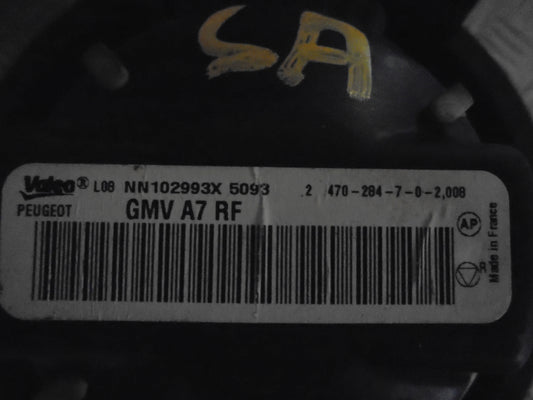 SA
Valeo® L08 NN102993X 5093 .2 470-284-7-0-2,008
PEUGEOT GMV A7 RF
AP
R
Made in France